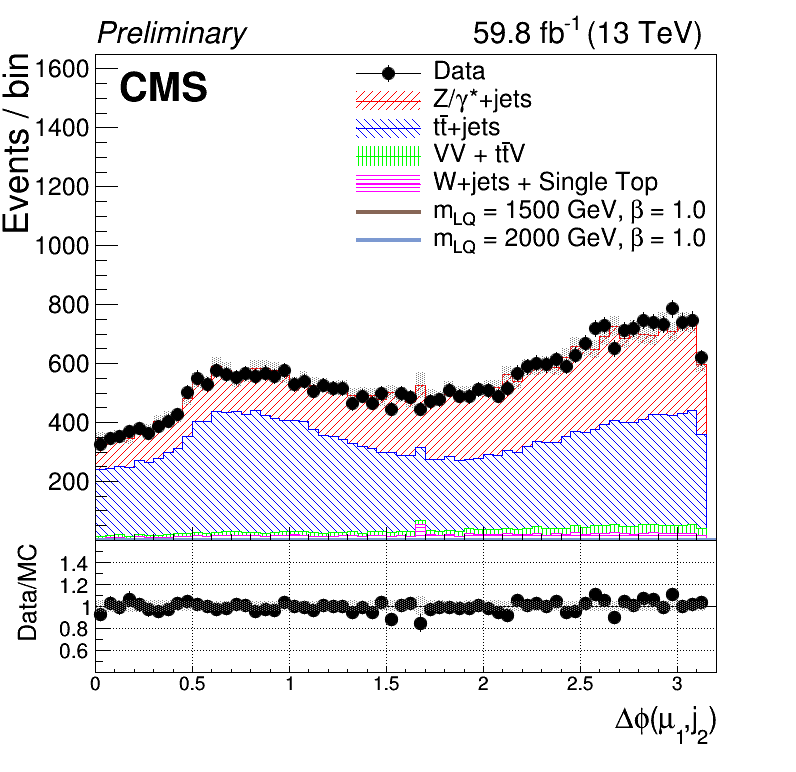 Preliminary 59.8 fb⁻¹ (13 TeV)
CMS
Events / bin
1600
1400
1200
1000
800
600
400
200
Data
Z/γ*+jets
tt̄+jets
VV + tt̄V
W+jets + Single Top
m_LQ = 1500 GeV, β = 1.0
m_LQ = 2000 GeV, β = 1.0
Data/MC
1.4
1.2
1
0.8
0.6
0 0.5 1 1.5 2 2.5 3
Δϕ(μ₁,j₂)